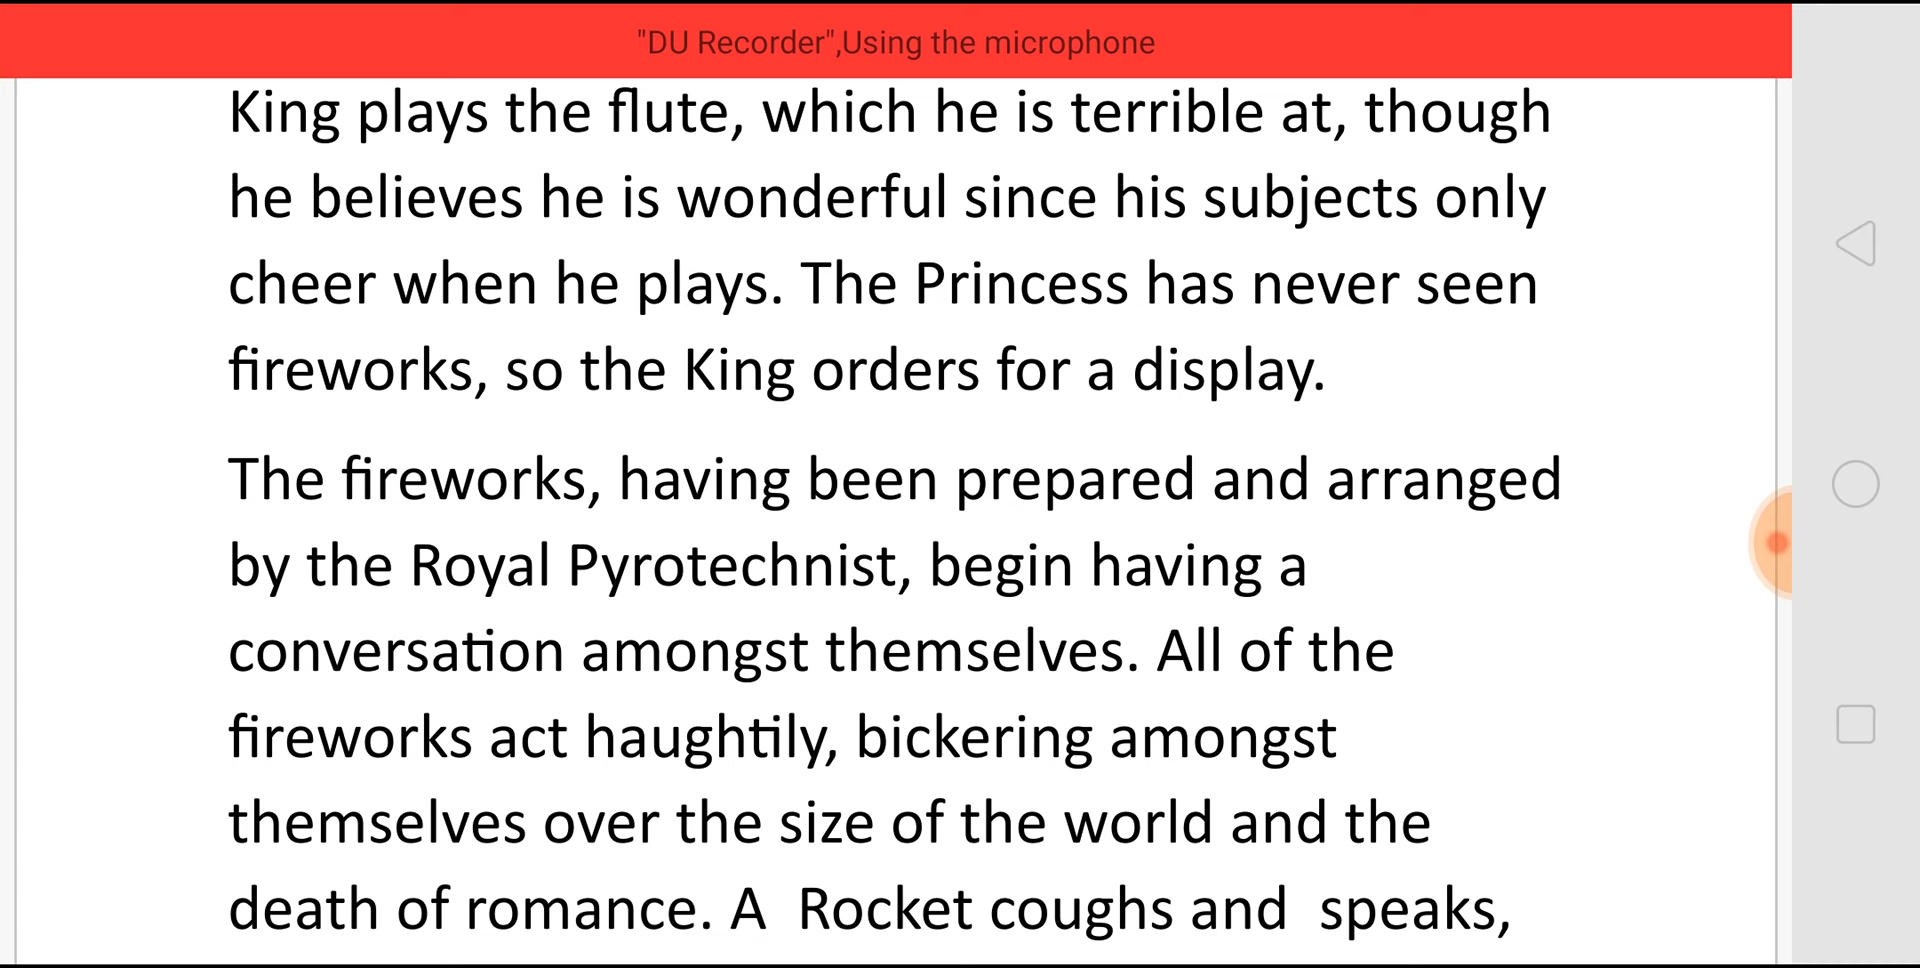 "DU Recorder",Using the microphone
King plays the flute, which he is terrible at, though
he believes he is wonderful since his subjects only
cheer when he plays. The Princess has never seen
fireworks, so the King orders for a display.
The fireworks, having been prepared and arranged
by the Royal Pyrotechnist, begin having a
conversation amongst themselves. All of the
fireworks act haughtily, bickering amongst
themselves over the size of the world and the
death of romance. A  Rocket coughs and  speaks,